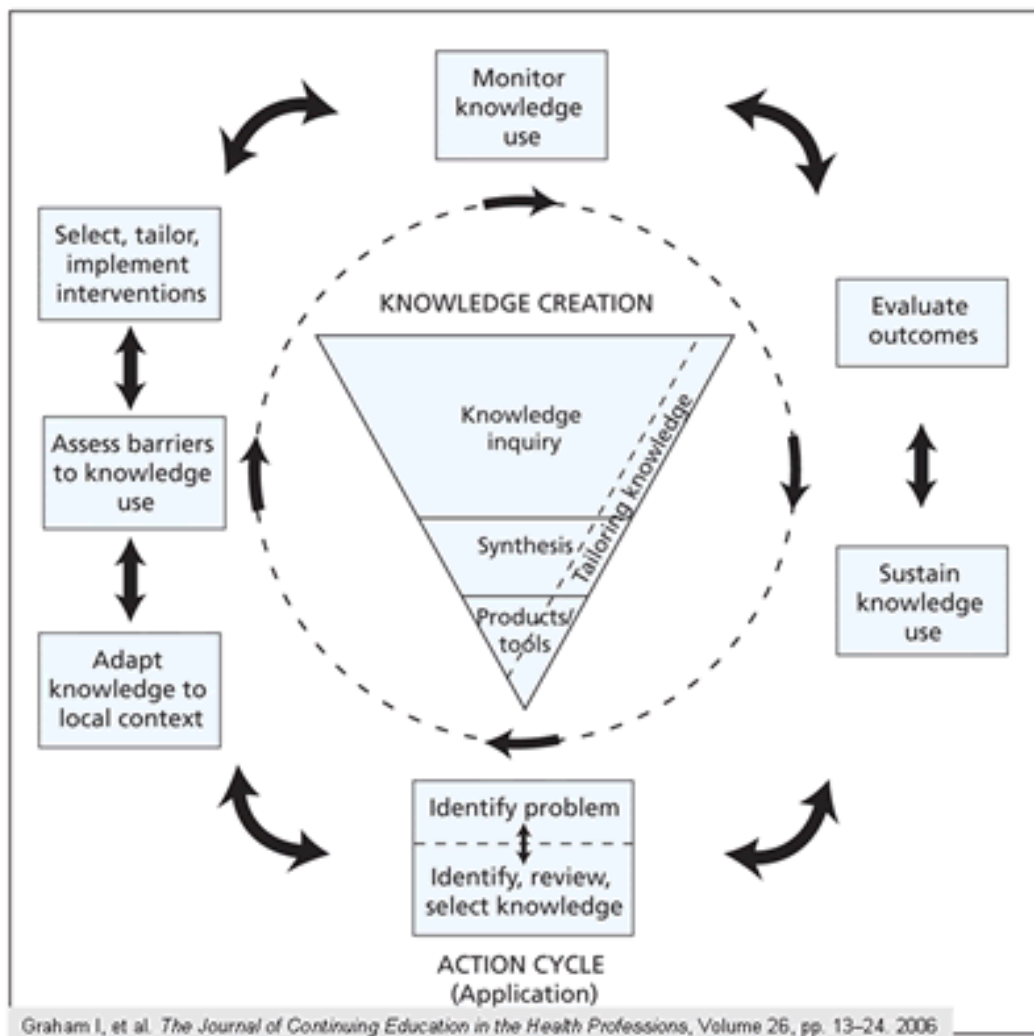 Monitor
knowledge
use
Select, tailor,
implement
interventions
KNOWLEDGE CREATION
Evaluate
outcomes
Knowledge
inquiry
Tailoring knowledge
Assess barriers
to knowledge
use
Synthesis
Products/
tools
Sustain
knowledge
use
Adapt
knowledge to
local context
Identify problem
Identify, review,
select knowledge
ACTION CYCLE
(Application)
Graham I, et al. The Journal of Continuing Education in the Health Professions, Volume 26, pp. 13–24. 2006